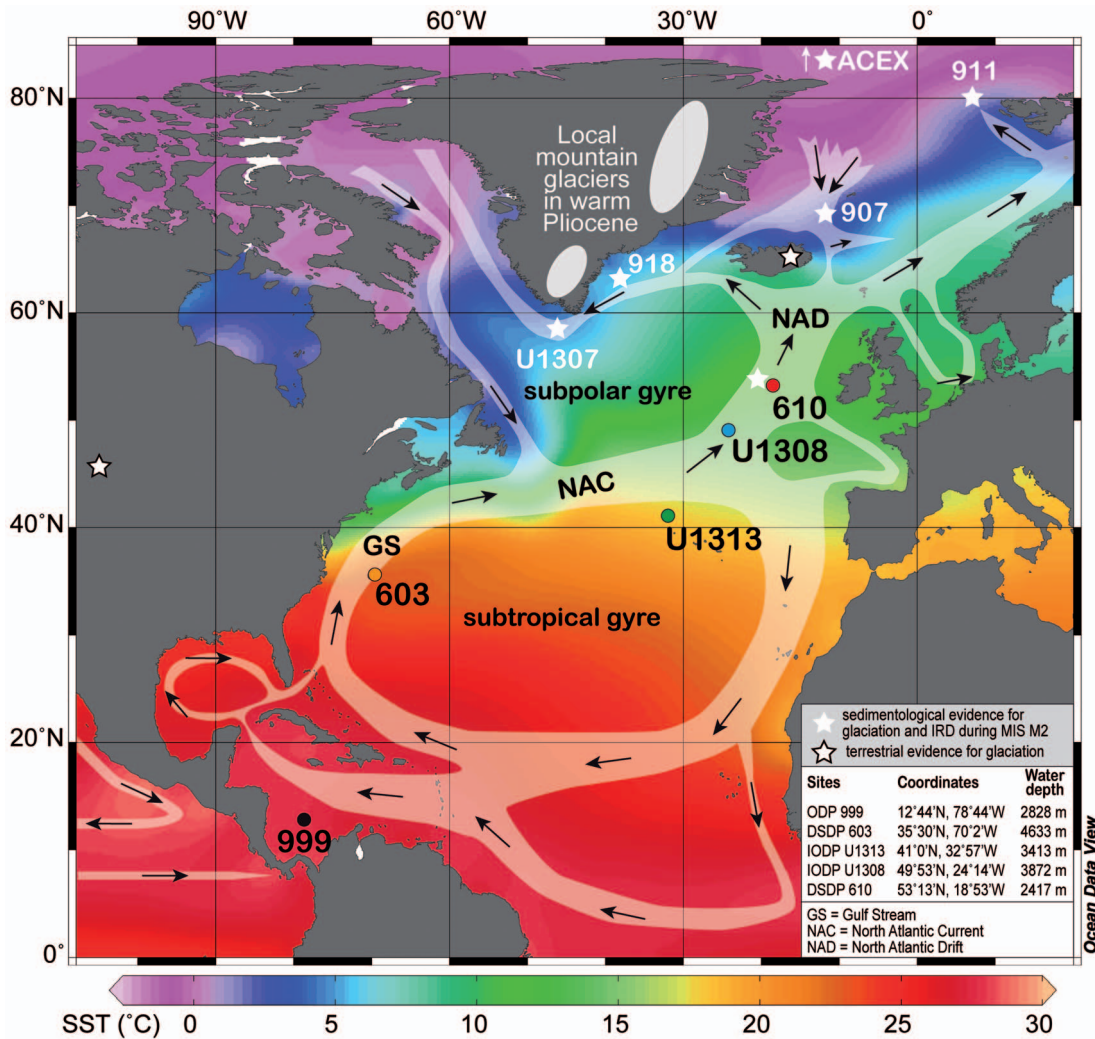 90°W 60°W 30°W 0°
80°N
60°N
40°N
20°N
0°
ACEX
911
Local
mountain
glaciers
in warm
Pliocene
907
918
U1307
NAD
subpolar gyre
610
U1308
NAC
U1313
GS
603
subtropical gyre
999
sedimentological evidence for
glaciation and IRD during MIS M2
terrestrial evidence for glaciation
Sites Coordinates Water
depth
ODP 999 12°44'N, 78°44'W 2828 m
DSDP 603 35°30'N, 70°2'W 4633 m
IODP U1313 41°0'N, 32°57'W 3413 m
IODP U1308 49°53'N, 24°14'W 3872 m
DSDP 610 53°13'N, 18°53'W 2417 m
GS = Gulf Stream
NAC = North Atlantic Current
NAD = North Atlantic Drift
Ocean Data View
SST (°C) 0 5 10 15 20 25 30